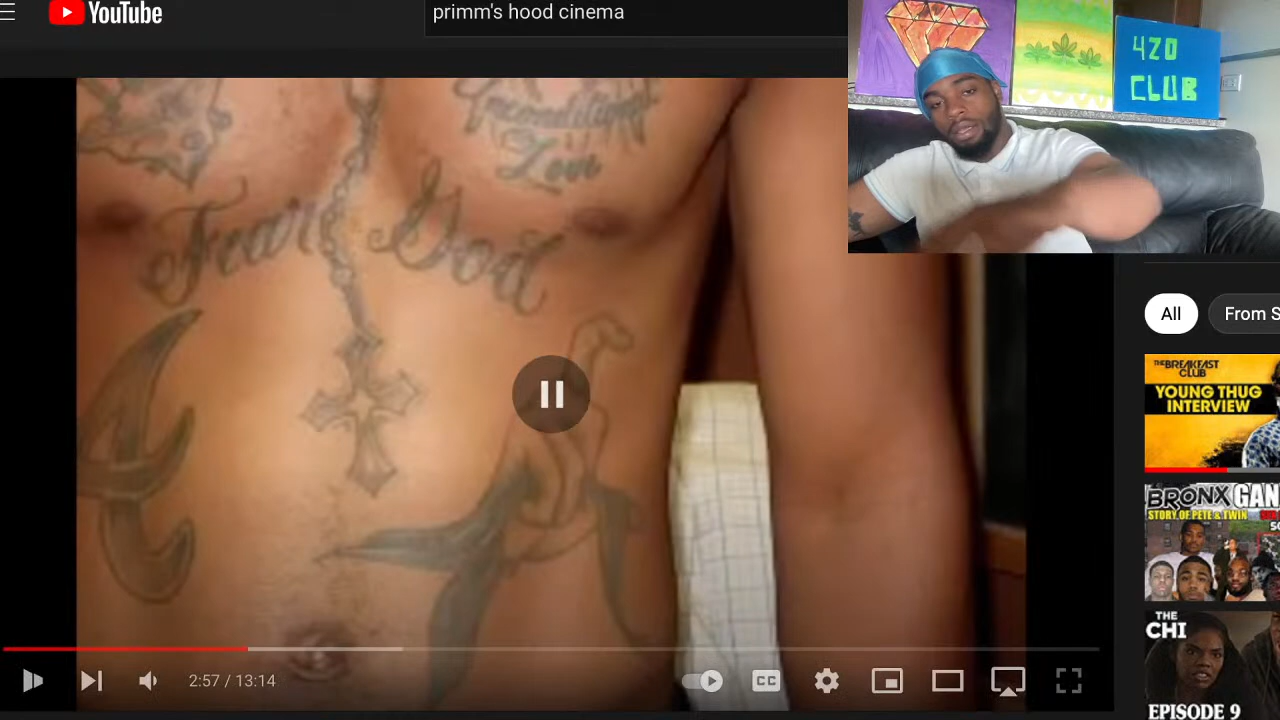 YouTube
primm's hood cinema
420
CLUB
Love
Fear God
All
From S
THE BREAKFAST
CLUB
YOUNG THUG
INTERVIEW
BRONX GAN
STORY OF PETE & TWIN
THE
CHI
EPISODE 9
2:57 / 13:14
CC